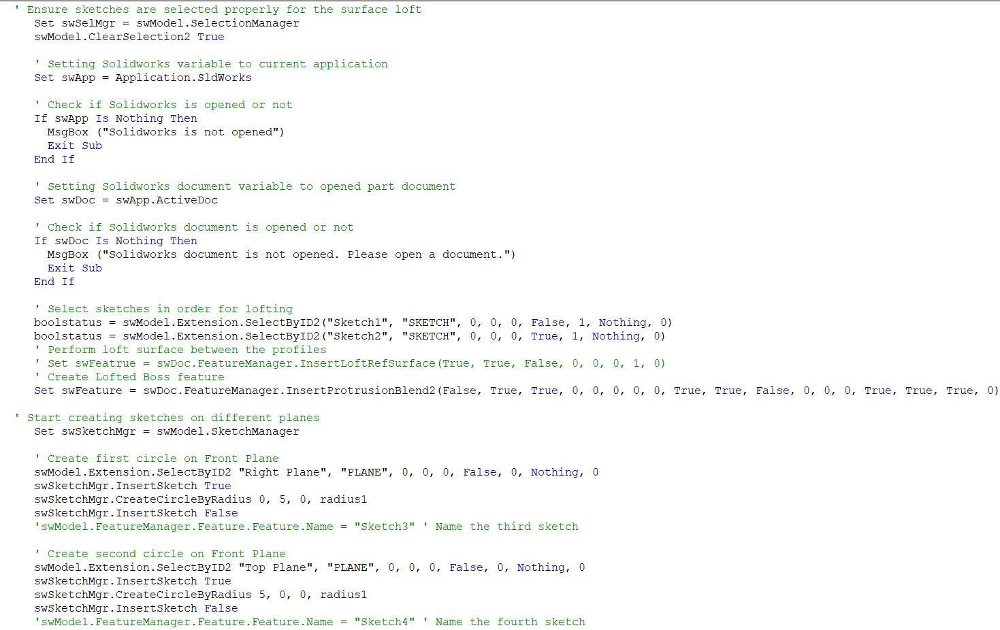 ' Ensure sketches are selected properly for the surface loft
Set swSelMgr = swModel.SelectionManager
swModel.ClearSelection2 True
' Setting Solidworks variable to current application
Set swApp = Application.SldWorks
' Check if Solidworks is opened or not
If swApp Is Nothing Then
MsgBox ("Solidworks is not opened")
Exit Sub
End If
' Setting Solidworks document variable to opened part document
Set swDoc = swApp.ActiveDoc
' Check if Solidworks document is opened or not
If swDoc Is Nothing Then
MsgBox ("Solidworks document is not opened. Please open a document.")
Exit Sub
End If
' Select sketches in order for lofting
boolstatus = swModel.Extension.SelectByID2("Sketch1", "SKETCH", 0, 0, 0, False, 1, Nothing, 0)
boolstatus = swModel.Extension.SelectByID2("Sketch2", "SKETCH", 0, 0, 0, True, 1, Nothing, 0)
' Perform loft surface between the profiles
' Set swFeatrue = swDoc.FeatureManager.InsertLoftRefSurface(True, True, False, 0, 0, 0, 1, 0)
' Create Lofted Boss feature
Set swFeature = swDoc.FeatureManager.InsertProtrusionBlend2(False, True, True, 0, 0, 0, 0, 0, True, True, False, 0, 0, 0, True, True, True, 0)
' Start creating sketches on different planes
Set swSketchMgr = swModel.SketchManager
' Create first circle on Front Plane
swModel.Extension.SelectByID2 "Right Plane", "PLANE", 0, 0, 0, False, 0, Nothing, 0
swSketchMgr.InsertSketch True
swSketchMgr.CreateCircleByRadius 0, 5, 0, radius1
swSketchMgr.InsertSketch False
'swModel.FeatureManager.Feature.Feature.Name = "Sketch3" ' Name the third sketch
' Create second circle on Front Plane
swModel.Extension.SelectByID2 "Top Plane", "PLANE", 0, 0, 0, False, 0, Nothing, 0
swSketchMgr.InsertSketch True
swSketchMgr.CreateCircleByRadius 5, 0, 0, radius1
swSketchMgr.InsertSketch False
'swModel.FeatureManager.Feature.Feature.Name = "Sketch4" ' Name the fourth sketch